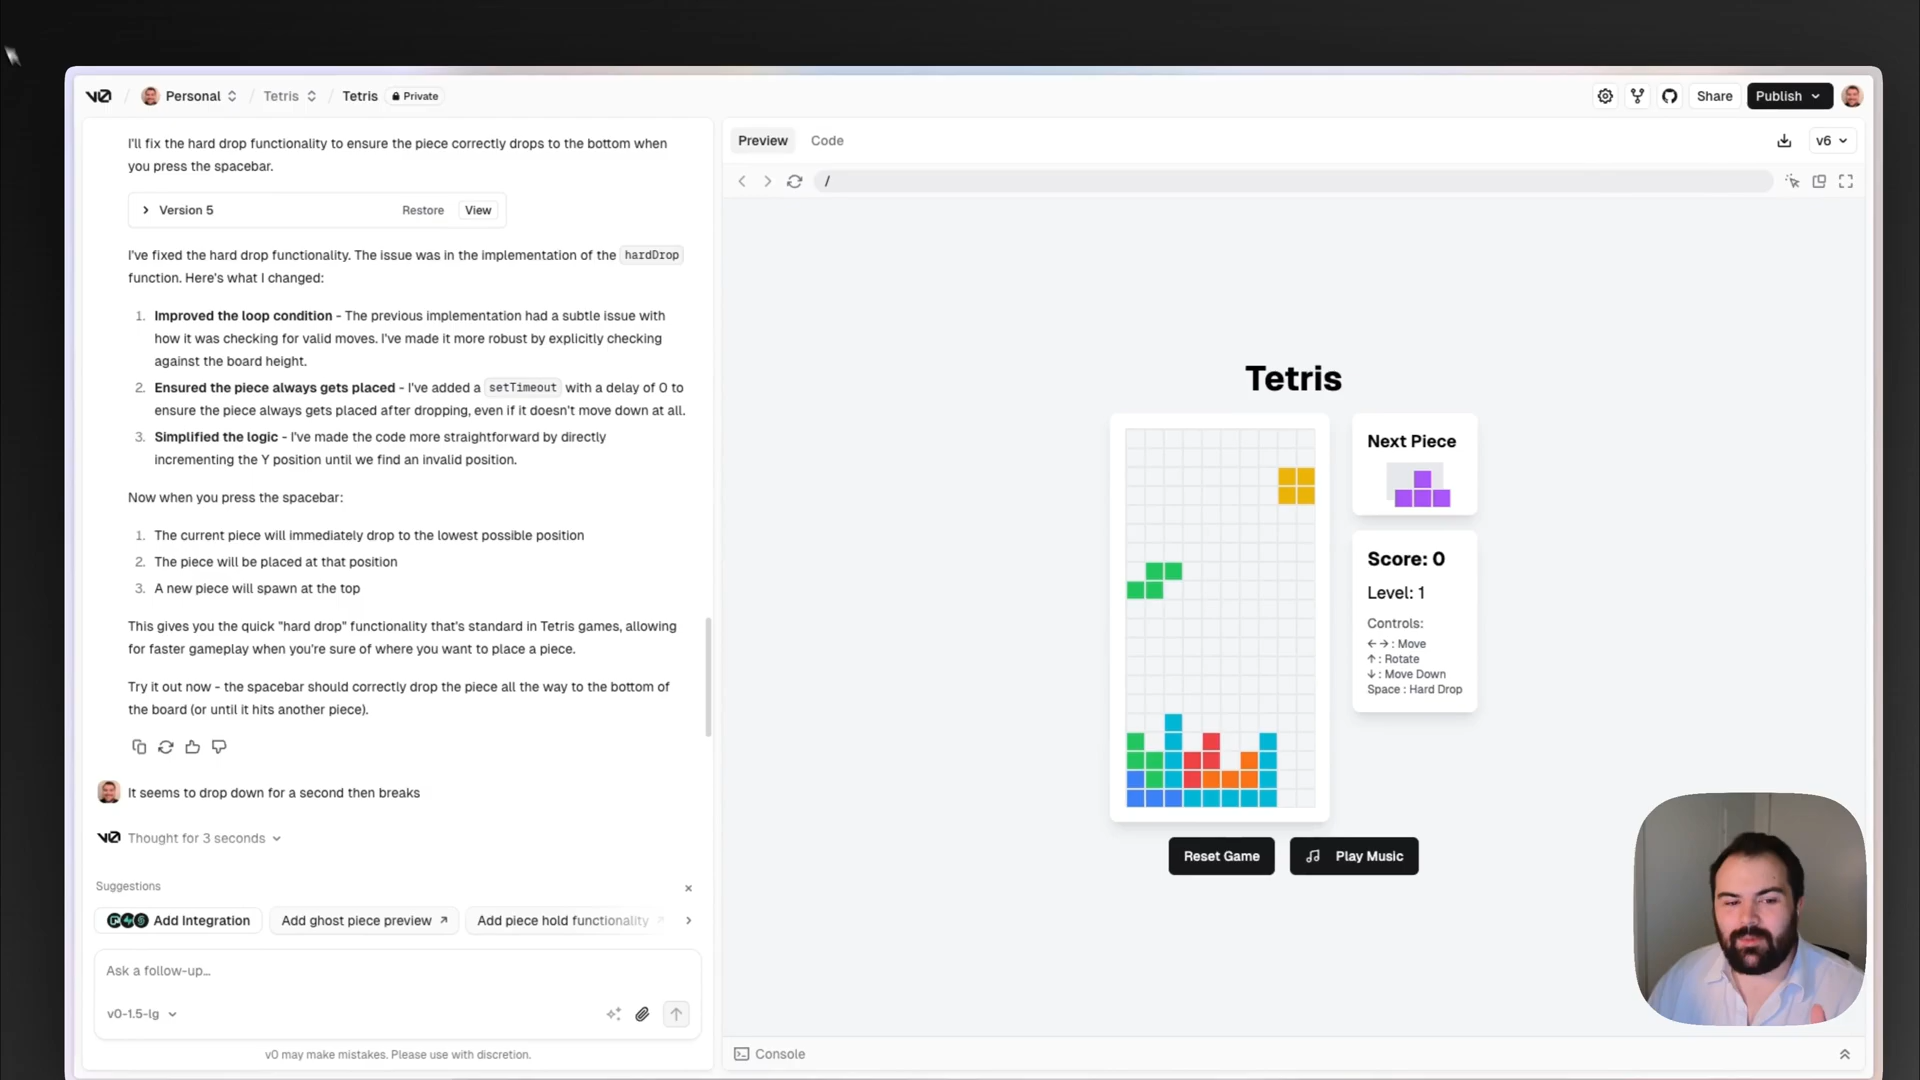 v0 / Personal / Tetris / Tetris Private
Share
Publish
I'll fix the hard drop functionality to ensure the piece correctly drops to the bottom when
you press the spacebar.
Version 5
Restore
View
I've fixed the hard drop functionality. The issue was in the implementation of the hardDrop
function. Here's what I changed:
1. Improved the loop condition - The previous implementation had a subtle issue with
how it was checking for valid moves. I've made it more robust by explicitly checking
against the board height.
2. Ensured the piece always gets placed - I've added a setTimeout with a delay of 0 to
ensure the piece always gets placed after dropping, even if it doesn't move down at all.
3. Simplified the logic - I've made the code more straightforward by directly
incrementing the Y position until we find an invalid position.
Now when you press the spacebar:
1. The current piece will immediately drop to the lowest possible position
2. The piece will be placed at that position
3. A new piece will spawn at the top
This gives you the quick "hard drop" functionality that's standard in Tetris games, allowing
for faster gameplay when you're sure of where you want to place a piece.
Try it out now - the spacebar should correctly drop the piece all the way to the bottom of
the board (or until it hits another piece).
It seems to drop down for a second then breaks
v0 Thought for 3 seconds
Suggestions
Add Integration
Add ghost piece preview
Add piece hold functionality
Ask a follow-up...
v0-1.5-lg
v0 may make mistakes. Please use with discretion.
Preview
Code
v6
/
Tetris
Next Piece
Score: 0
Level: 1
Controls:
← → : Move
↑ : Rotate
↓ : Move Down
Space : Hard Drop
Reset Game
Play Music
Console